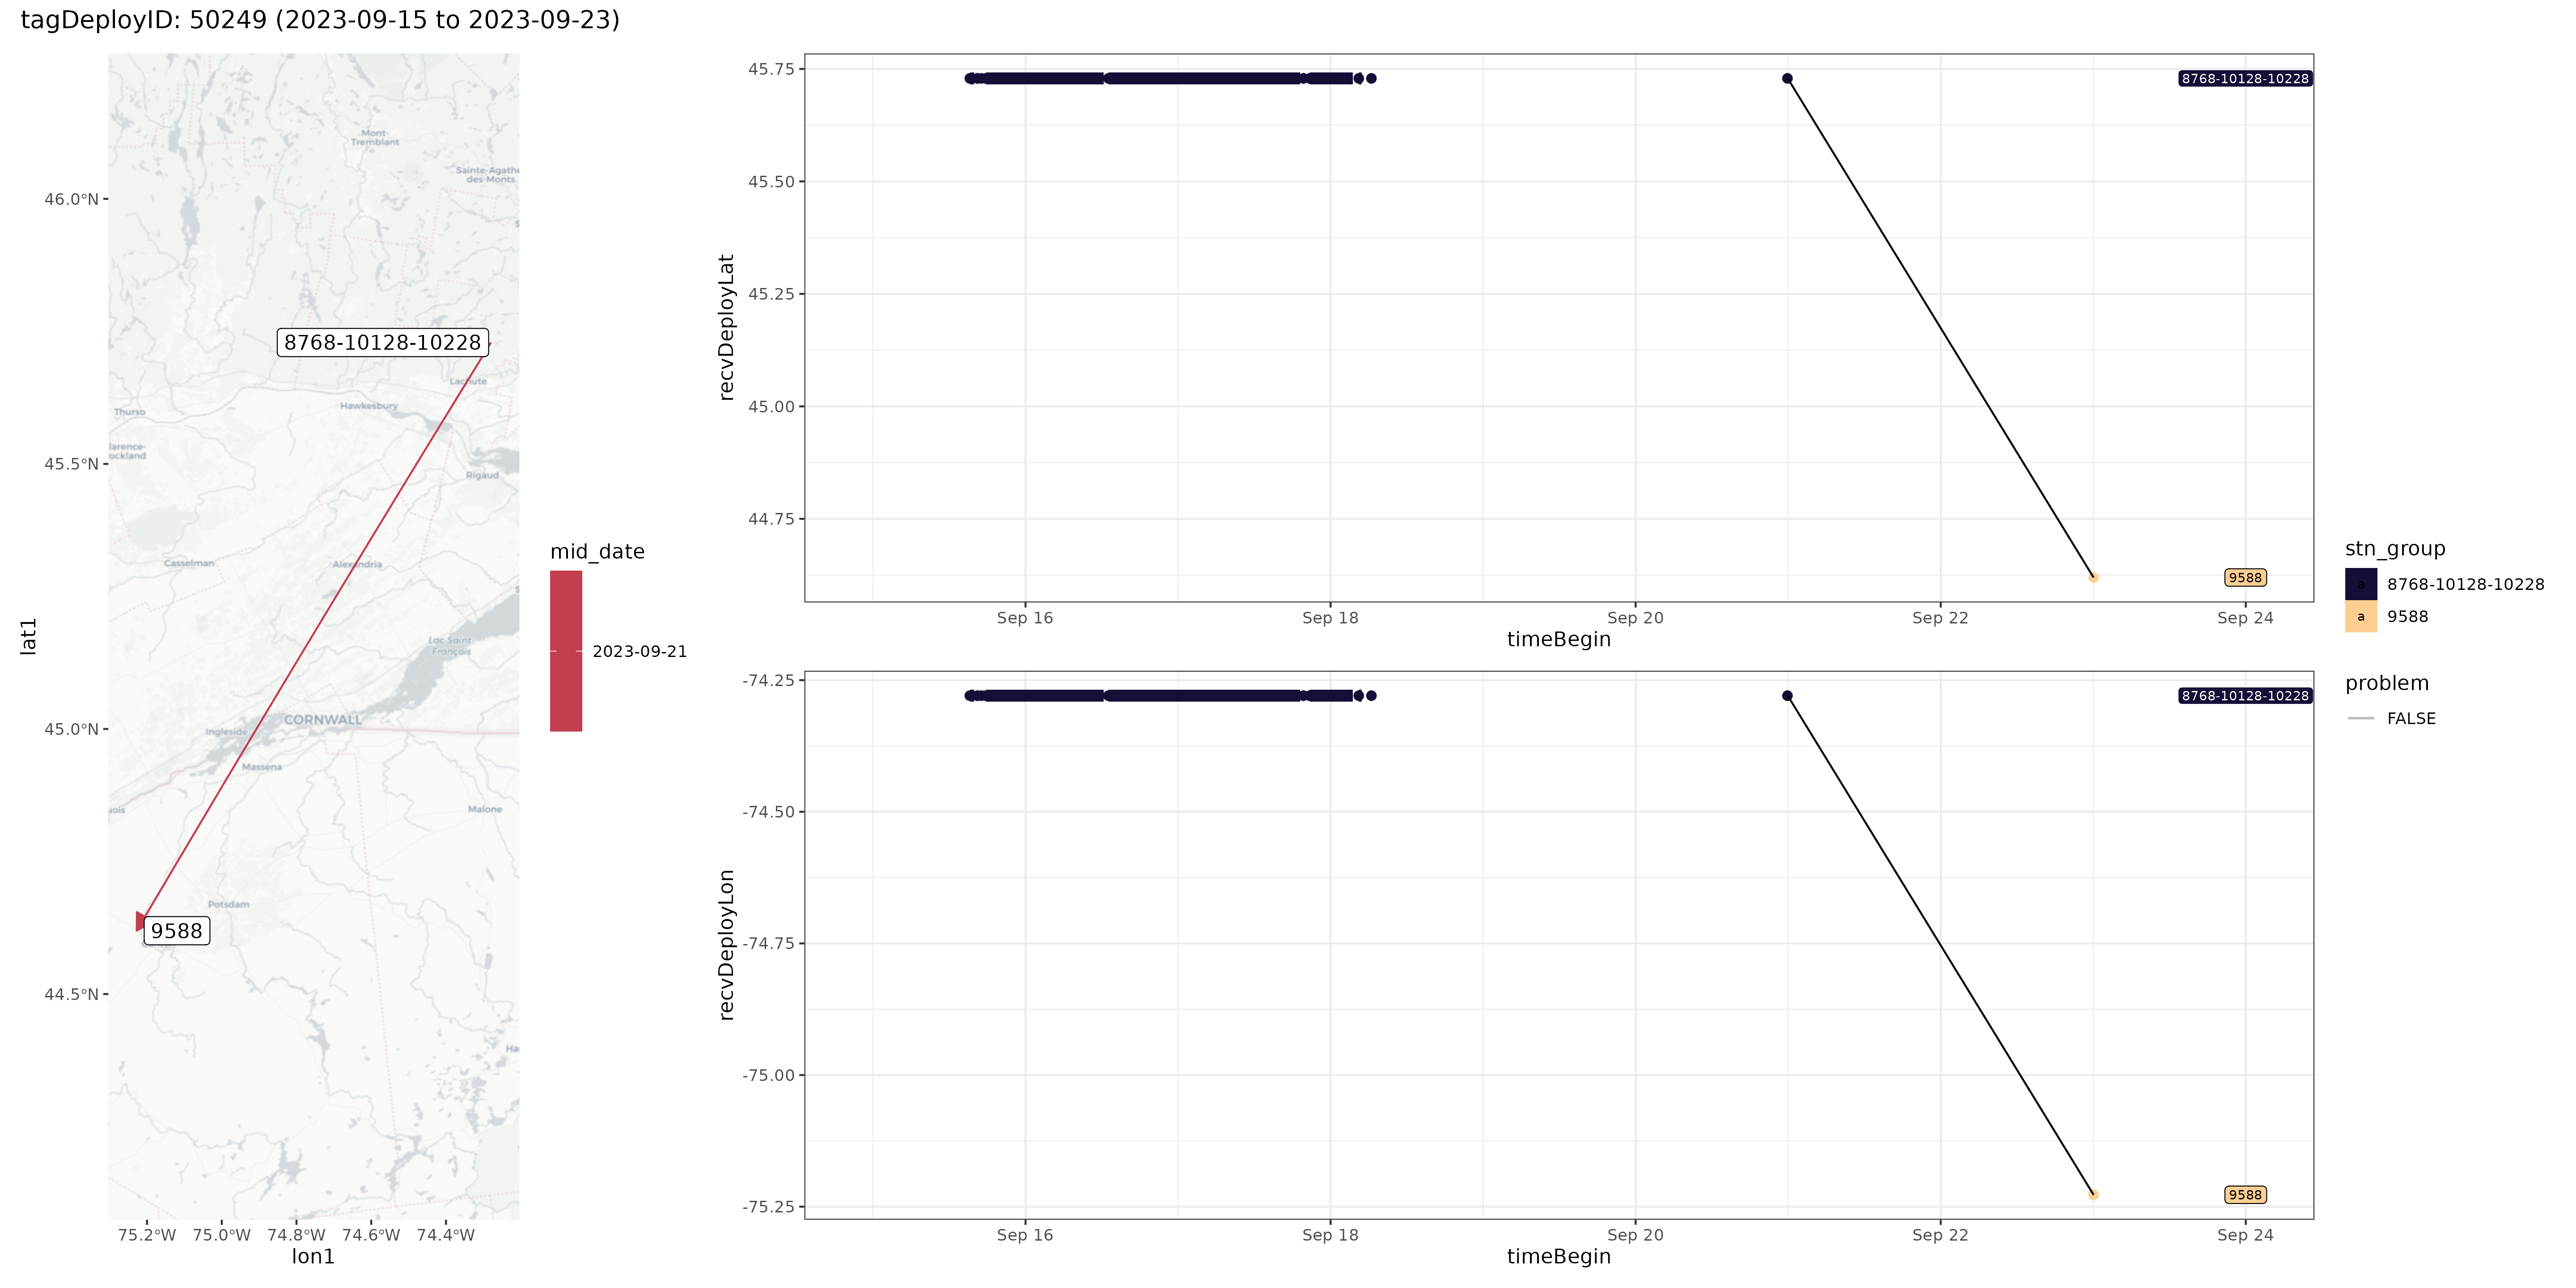 tagDeployID: 50249 (2023-09-15 to 2023-09-23)
lat1
46.0°N
45.5°N
45.0°N
44.5°N
Mont-
Tremblant
Sainte-Agathe
des-Monts
8768-10128-10228
Lachute
Thurso
Hawkesbury
larence-
ockland
Rigaud
Casselman
Alexandria
Lac Saint
François
CORNWALL
Ingleside
Massena
uois
Malone
Potsdam
9588
Ha
75.2°W 75.0°W 74.8°W 74.6°W 74.4°W
lon1
mid_date
2023-09-21
recvDeployLat
45.75
45.50
45.25
45.00
44.75
8768-10128-10228
9588
Sep 16 Sep 18 Sep 20 Sep 22 Sep 24
timeBegin
recvDeployLon
-74.25
-74.50
-74.75
-75.00
-75.25
8768-10128-10228
9588
Sep 16 Sep 18 Sep 20 Sep 22 Sep 24
timeBegin
stn_group
a 8768-10128-10228
a 9588
problem
FALSE